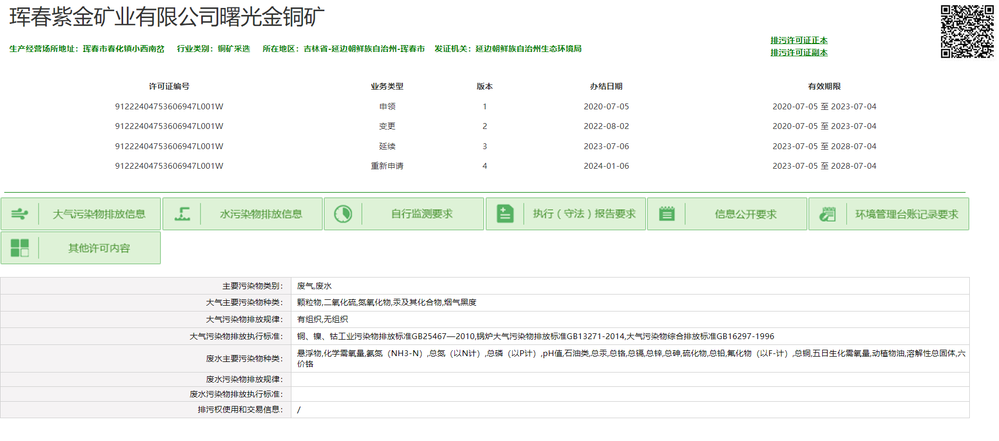 珲春紫金矿业有限公司曙光金铜矿
生产经营场所地址：珲春市春化镇小西南岔 行业类别：铜矿采选 所在地区：吉林省-延边朝鲜族自治州-珲春市 发证机关：延边朝鲜族自治州生态环境局
排污许可证正本
排污许可证副本
许可证编号 业务类型 版本 办结日期 有效期限
91222404753606947L001W 申领 1 2020-07-05 2020-07-05 至 2023-07-04
91222404753606947L001W 变更 2 2022-08-02 2020-07-05 至 2023-07-04
91222404753606947L001W 延续 3 2023-07-06 2023-07-05 至 2028-07-04
91222404753606947L001W 重新申请 4 2024-01-06 2023-07-05 至 2028-07-04
大气污染物排放信息 水污染物排放信息 自行监测要求 执行（守法）报告要求 信息公开要求 环境管理台账记录要求
其他许可内容
主要污染物类别： 废气,废水
大气主要污染物种类： 颗粒物,二氧化硫,氮氧化物,汞及其化合物,烟气黑度
大气污染物排放规律： 有组织,无组织
大气污染物排放执行标准： 铜、镍、钴工业污染物排放标准GB25467—2010,锅炉大气污染物排放标准GB13271-2014,大气污染物综合排放标准GB16297-1996
废水主要污染物种类： 悬浮物,化学需氧量,氨氮（NH3-N）,总氮（以N计）,总磷（以P计）,pH值,石油类,总汞,总铬,总镉,总锌,总砷,硫化物,总铅,氟化物（以F-计）,总铜,五日生化需氧量,动植物油,溶解性总固体,六
价铬
废水污染物排放规律：
废水污染物排放执行标准：
排污权使用和交易信息： /